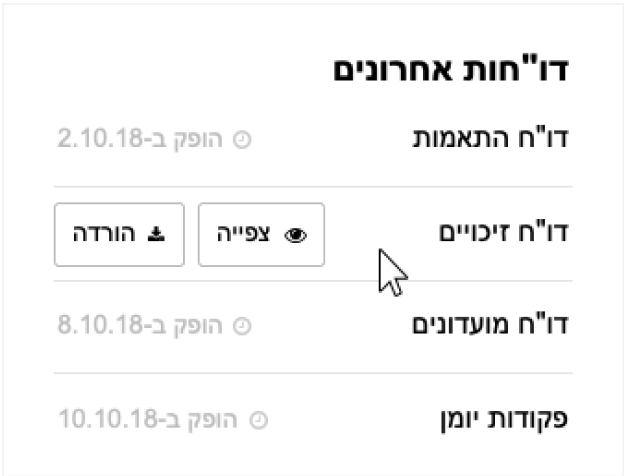 דו"חות אחרונים
דו"ח התאמות הופק ב-2.10.18
דו"ח זיכויים צפייה הורדה
דו"ח מועדונים הופק ב-8.10.18
פקודות יומן הופק ב-10.10.18